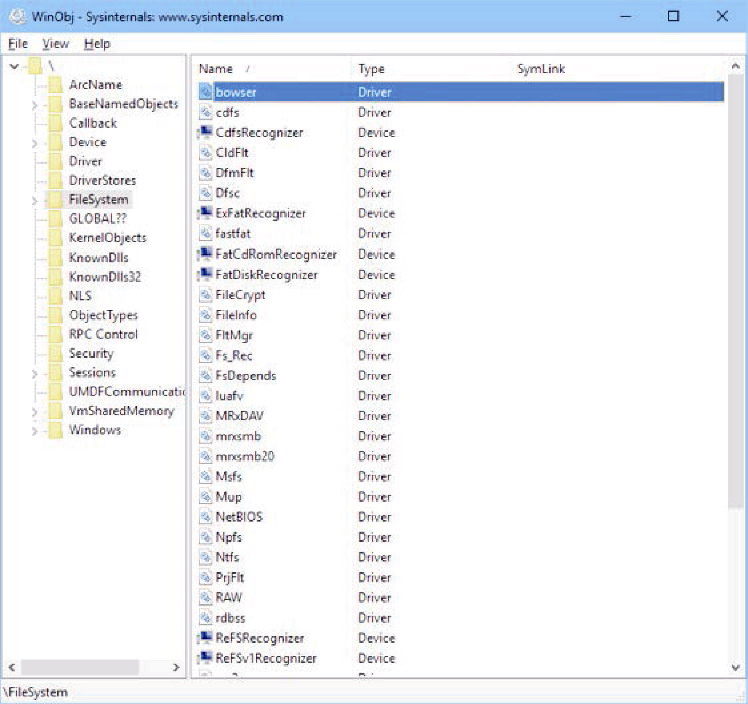 WinObj - Sysinternals: www.sysinternals.com
File View Help
\
ArcName
BaseNamedObjects
Callback
Device
Driver
DriverStores
FileSystem
GLOBAL??
KernelObjects
KnownDlls
KnownDlls32
NLS
ObjectTypes
RPC Control
Security
Sessions
UMDFCommunicati
VmSharedMemory
Windows
Name / Type SymLink
bowser Driver
cdfs Driver
CdfsRecognizer Device
CldFlt Driver
DfmFlt Driver
Dfsc Driver
ExFatRecognizer Device
fastfat Driver
FatCdRomRecognizer Device
FatDiskRecognizer Device
FileCrypt Driver
FileInfo Driver
FltMgr Driver
Fs_Rec Driver
FsDepends Driver
luafv Driver
MRxDAV Driver
mrxsmb Driver
mrxsmb20 Driver
Msfs Driver
Mup Driver
NetBIOS Driver
Npfs Driver
Ntfs Driver
PrjFlt Driver
RAW Driver
rdbss Driver
ReFSRecognizer Device
ReFSv1Recognizer Device
\FileSystem